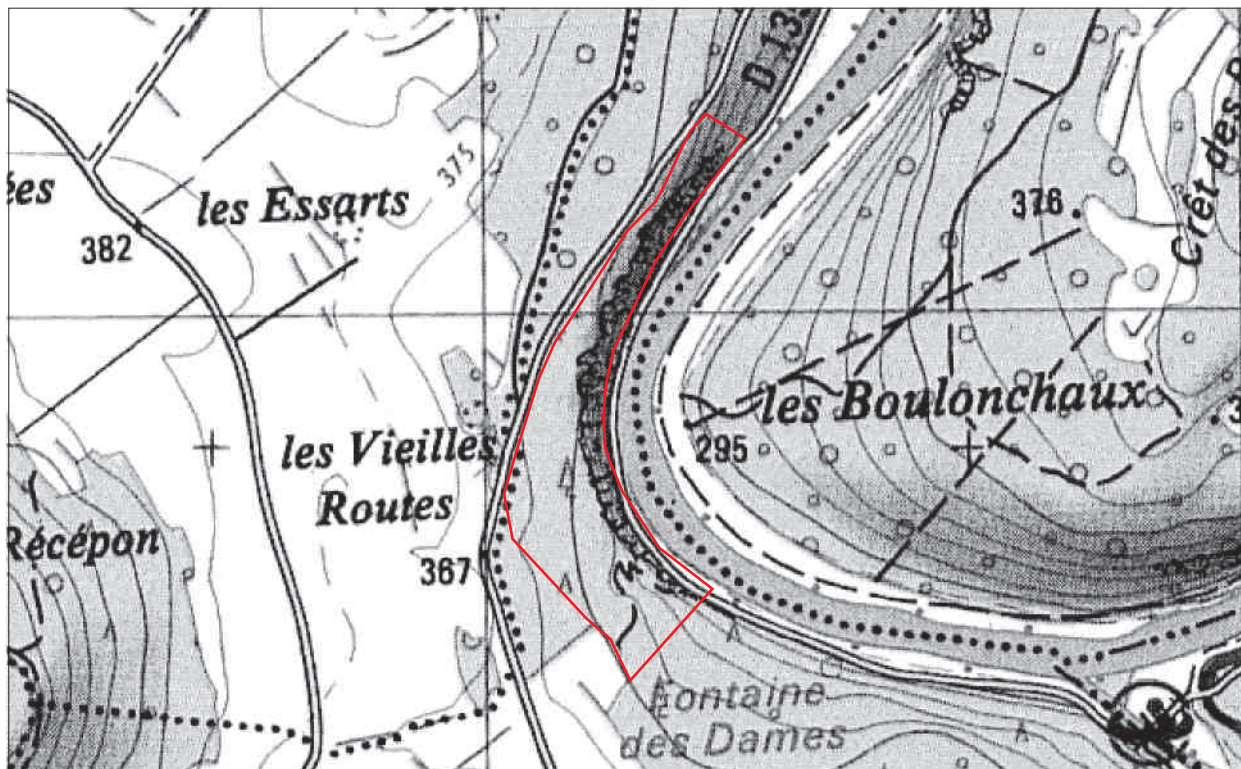 D 13
ées
les Essarts
375
376
Crêt des
382
les Boulonchaux
295
les Vieilles
Routes
Récépon
367
Fontaine
des Dames